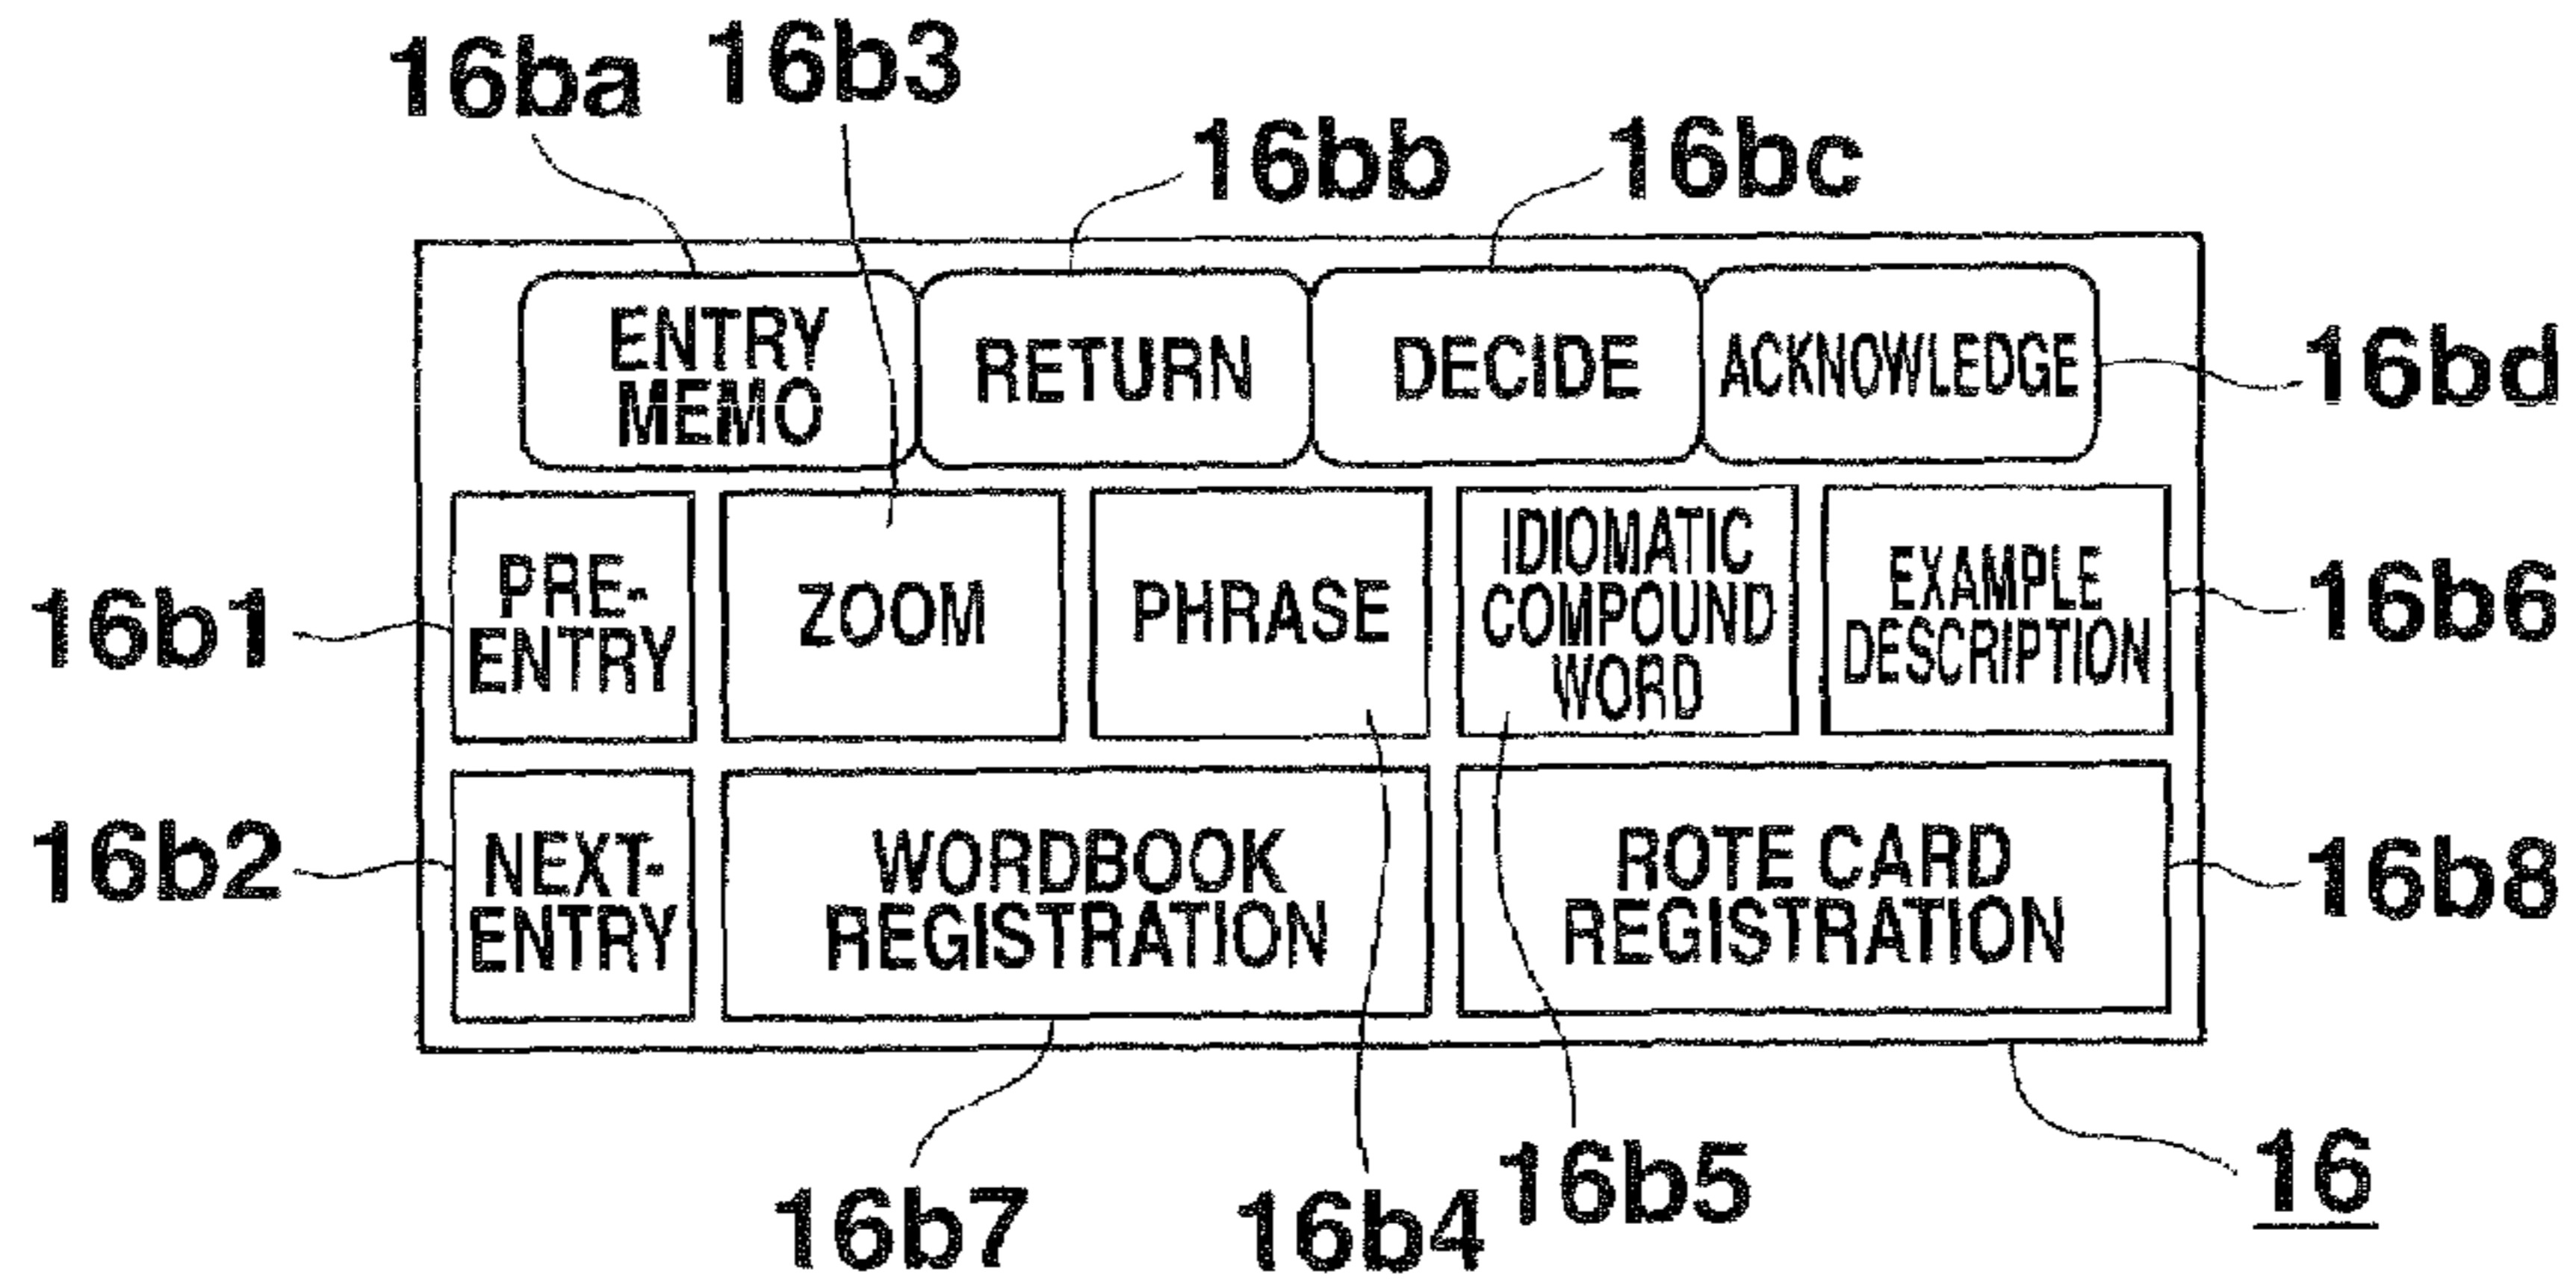 16ba
16b3
16bb
16bc
ENTRY
MEMO
RETURN
DECIDE
ACKNOWLEDGE
16bd
16b1
PRE-
ENTRY
ZOOM
PHRASE
IDIOMATIC
COMPOUND
WORD
EXAMPLE
DESCRIPTION
16b6
16b2
NEXT-
ENTRY
WORDBOOK
REGISTRATION
ROTE CARD
REGISTRATION
16b8
16b7
16b4
16b5
16